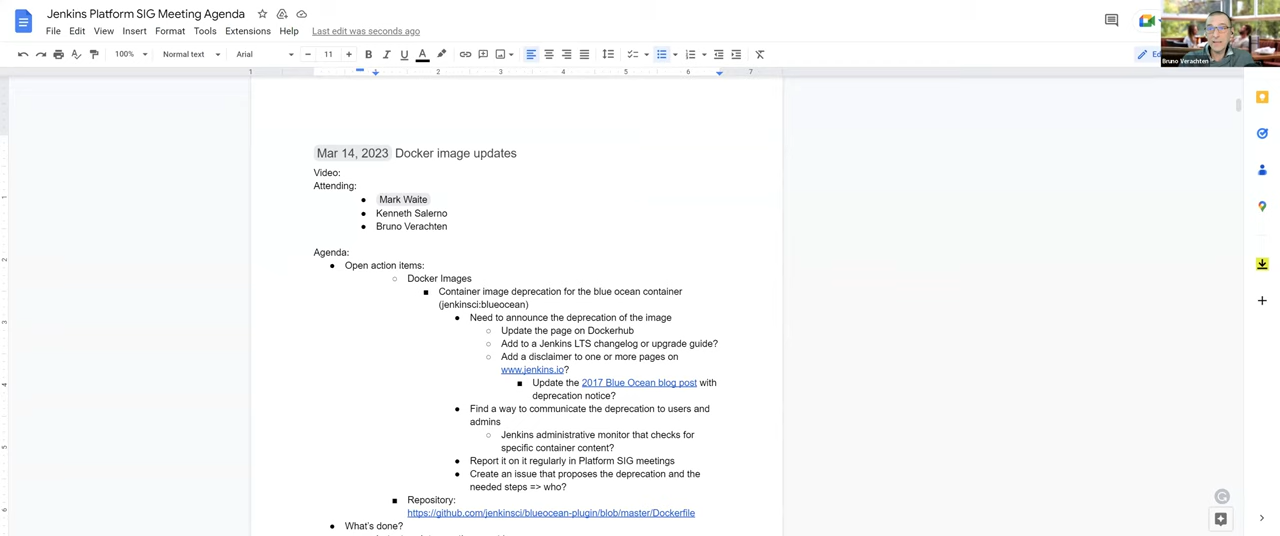 Jenkins Platform SIG Meeting Agenda
File Edit View Insert Format Tools Extensions Help Last edit was seconds ago
100% Normal text Arial 11
Bruno Verachten
1 2 3 4 5 6 7
Mar 14, 2023 Docker image updates
Video:
Attending:
● Mark Waite
● Kenneth Salerno
● Bruno Verachten
Agenda:
● Open action items:
○ Docker Images
■ Container image deprecation for the blue ocean container
(jenkinsci:blueocean)
● Need to announce the deprecation of the image
○ Update the page on Dockerhub
○ Add to a Jenkins LTS changelog or upgrade guide?
○ Add a disclaimer to one or more pages on
www.jenkins.io?
■ Update the 2017 Blue Ocean blog post with
deprecation notice?
● Find a way to communicate the deprecation to users and
admins
○ Jenkins administrative monitor that checks for
specific container content?
● Report it on it regularly in Platform SIG meetings
● Create an issue that proposes the deprecation and the
needed steps => who?
■ Repository:
https://github.com/jenkinsci/blueocean-plugin/blob/master/Dockerfile
● What's done?